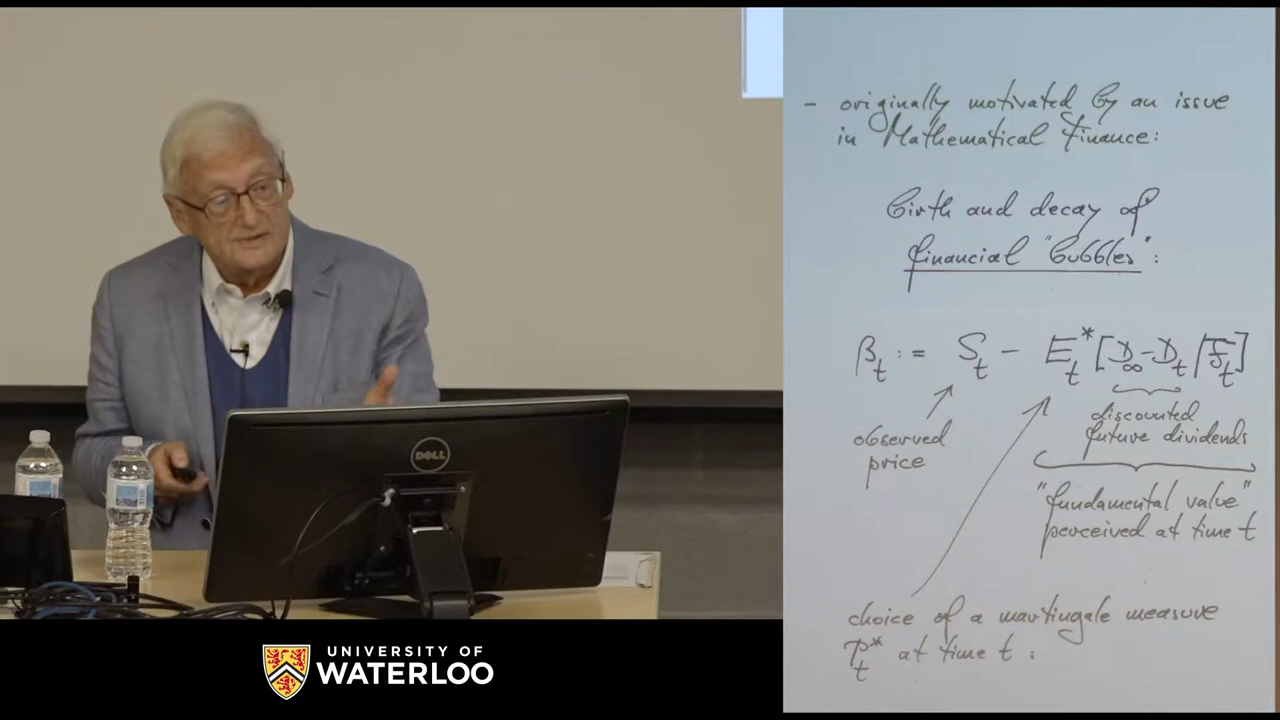 - originally motivated by an issue
in Mathematical Finance:
birth and decay of
financial "bubbles":
β_t := S_t - E_t^* [D_∞ - D_t | F_t]
observed
price
discounted
future dividends
"fundamental value"
perceived at time t
choice of a martingale measure
P_t^* at time t :
DELL
UNIVERSITY OF
WATERLOO